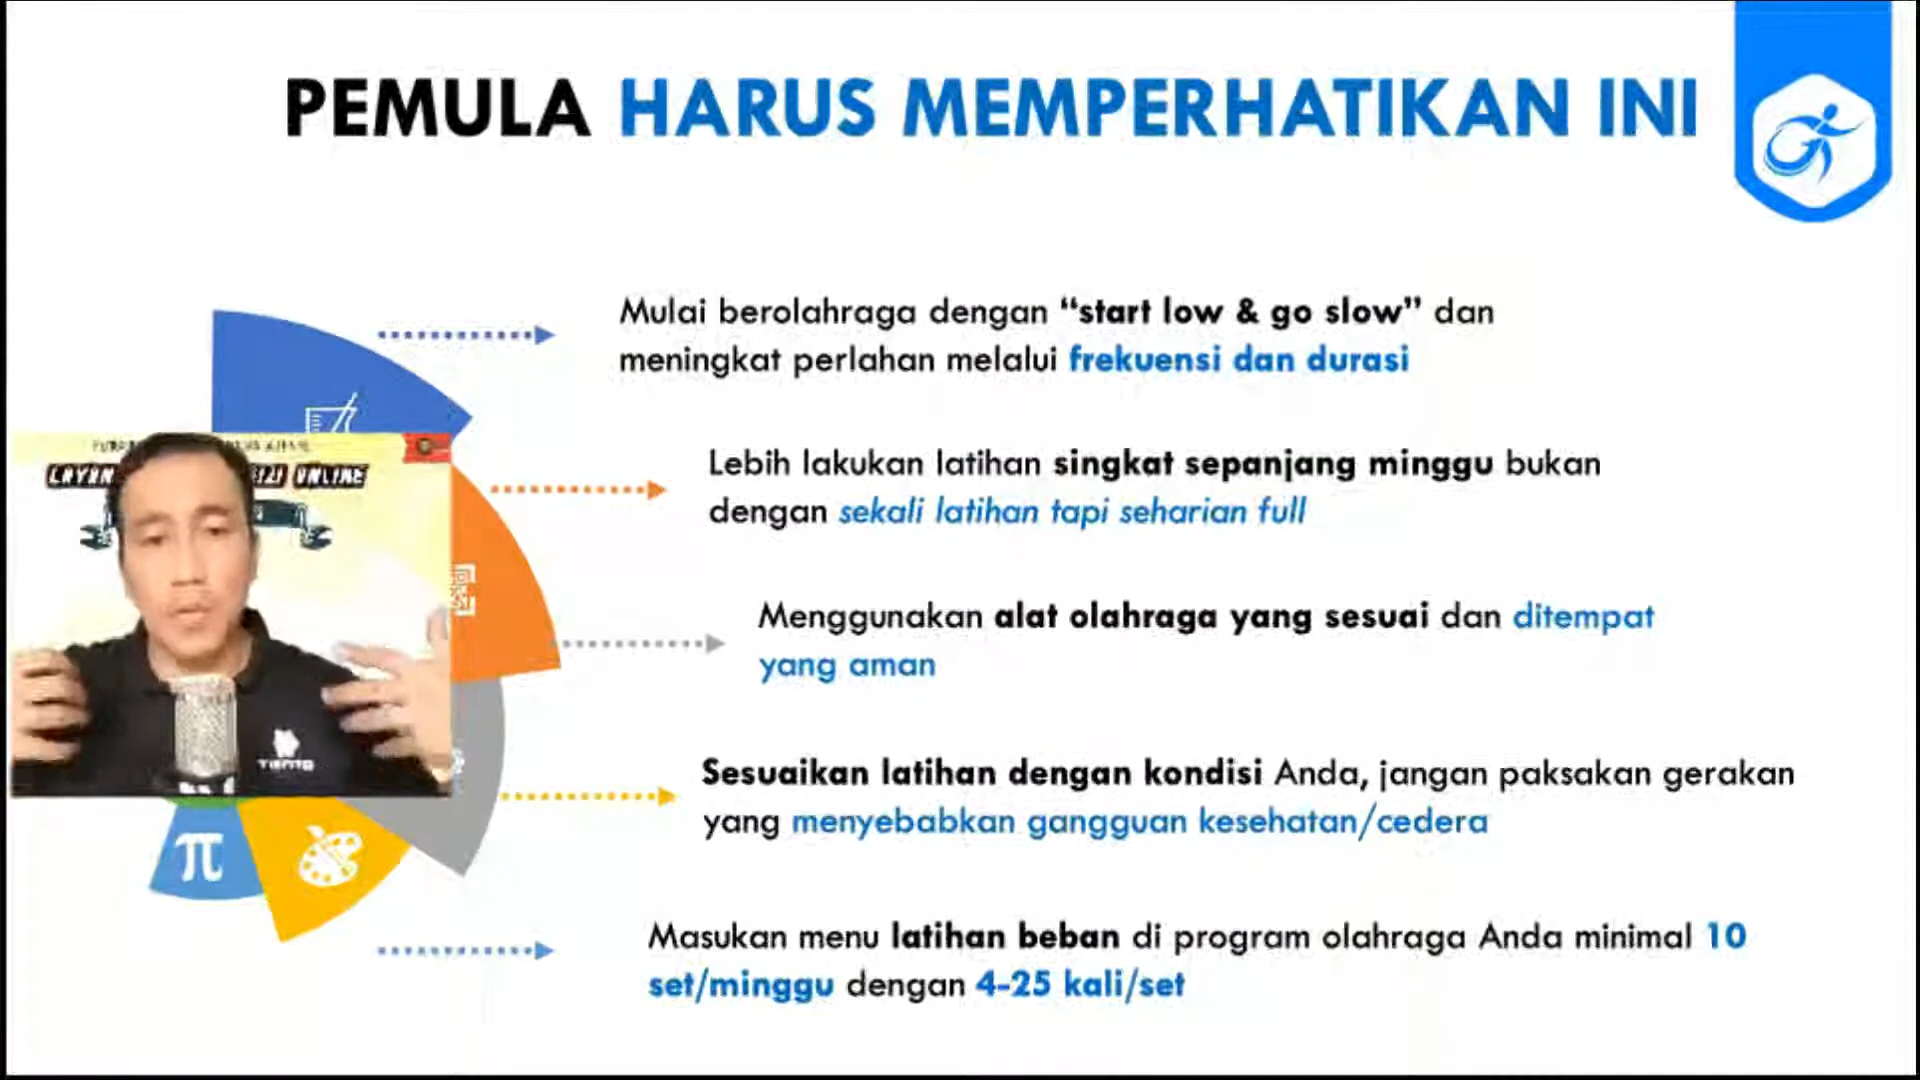 PEMULA HARUS MEMPERHATIKAN INI
Mulai berolahraga dengan “start low & go slow” dan
meningkat perlahan melalui frekuensi dan durasi
Lebih lakukan latihan singkat sepanjang minggu bukan
dengan sekali latihan tapi seharian full
Menggunakan alat olahraga yang sesuai dan ditempat
yang aman
Sesuaikan latihan dengan kondisi Anda, jangan paksakan gerakan
yang menyebabkan gangguan kesehatan/cedera
Masukan menu latihan beban di program olahraga Anda minimal 10
set/minggu dengan 4-25 kali/set
ONLINE
π